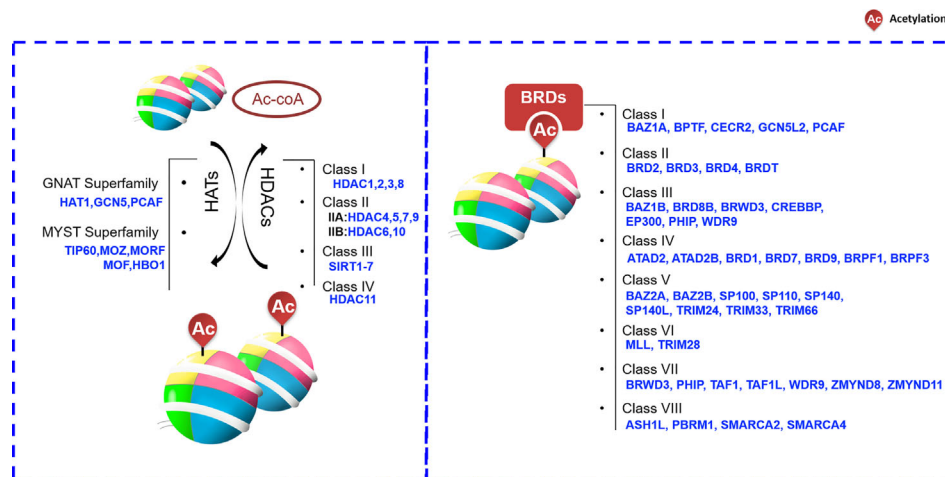 Ac Acetylation
Ac-coA
HATs
HDACs
GNAT Superfamily
HAT1,GCN5,PCAF
MYST Superfamily
TIP60,MOZ,MORF
MOF,HBO1
Class I
HDAC1,2,3,8
Class II
IIA:HDAC4,5,7,9
IIB:HDAC6,10
Class III
SIRT1-7
Class IV
HDAC11
Ac
Ac
BRDs
Ac
Class I
BAZ1A, BPTF, CECR2, GCN5L2, PCAF
Class II
BRD2, BRD3, BRD4, BRDT
Class III
BAZ1B, BRD8B, BRWD3, CREBBP,
EP300, PHIP, WDR9
Class IV
ATAD2, ATAD2B, BRD1, BRD7, BRD9, BRPF1, BRPF3
Class V
BAZ2A, BAZ2B, SP100, SP110, SP140,
SP140L, TRIM24, TRIM33, TRIM66
Class VI
MLL, TRIM28
Class VII
BRWD3, PHIP, TAF1, TAF1L, WDR9, ZMYND8, ZMYND11
Class VIII
ASH1L, PBRM1, SMARCA2, SMARCA4